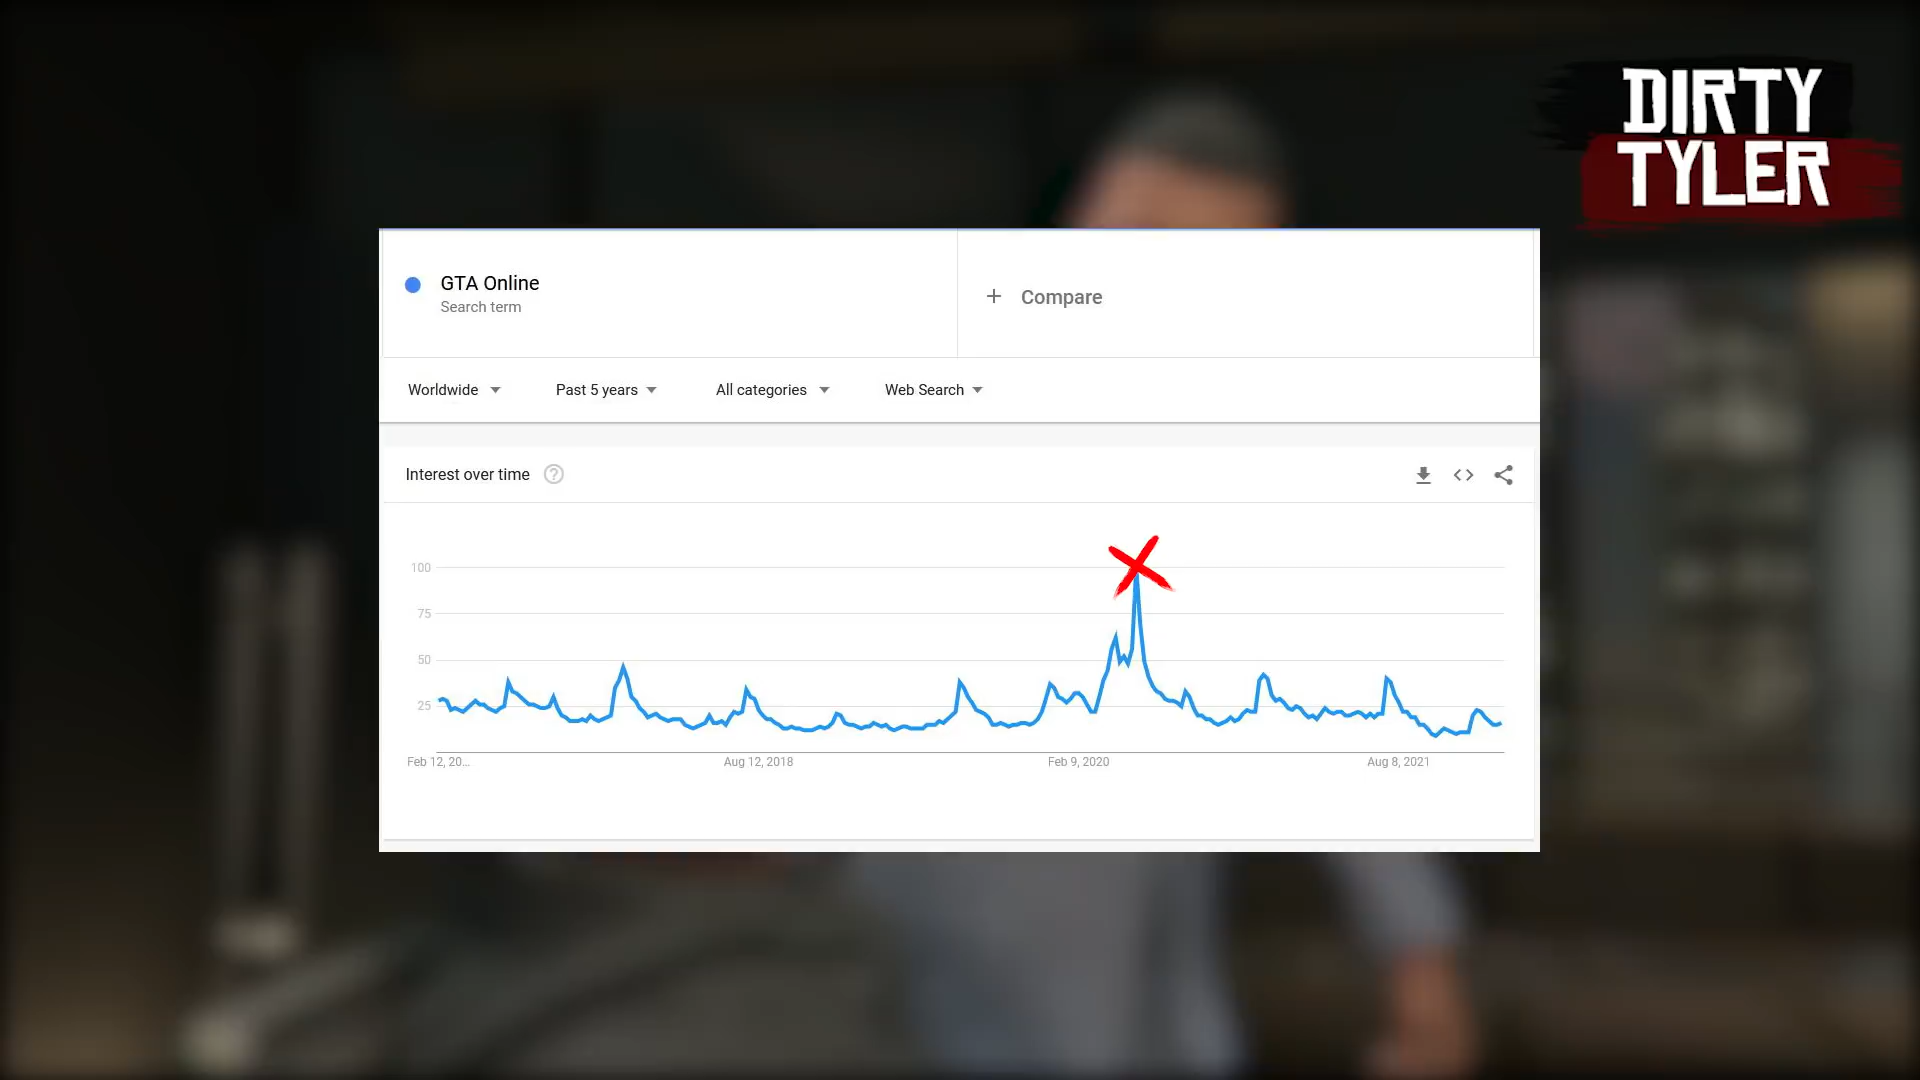 DIRTY
TYLER
GTA Online
Search term
+ Compare
Worldwide
Past 5 years
All categories
Web Search
Interest over time
100
75
50
25
Feb 12, 20...
Aug 12, 2018
Feb 9, 2020
Aug 8, 2021